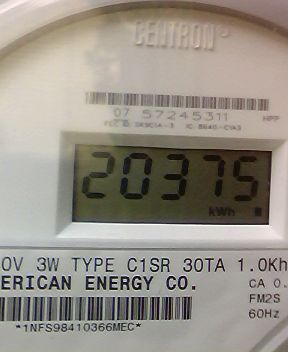 CENTRON
07 57245311 HPP
20375
kWh
0V 3W TYPE C1SR 30TA 1.0Kh
ERICAN ENERGY CO. CA 0.
FM2S
60Hz
*1NFS98410366MEC*